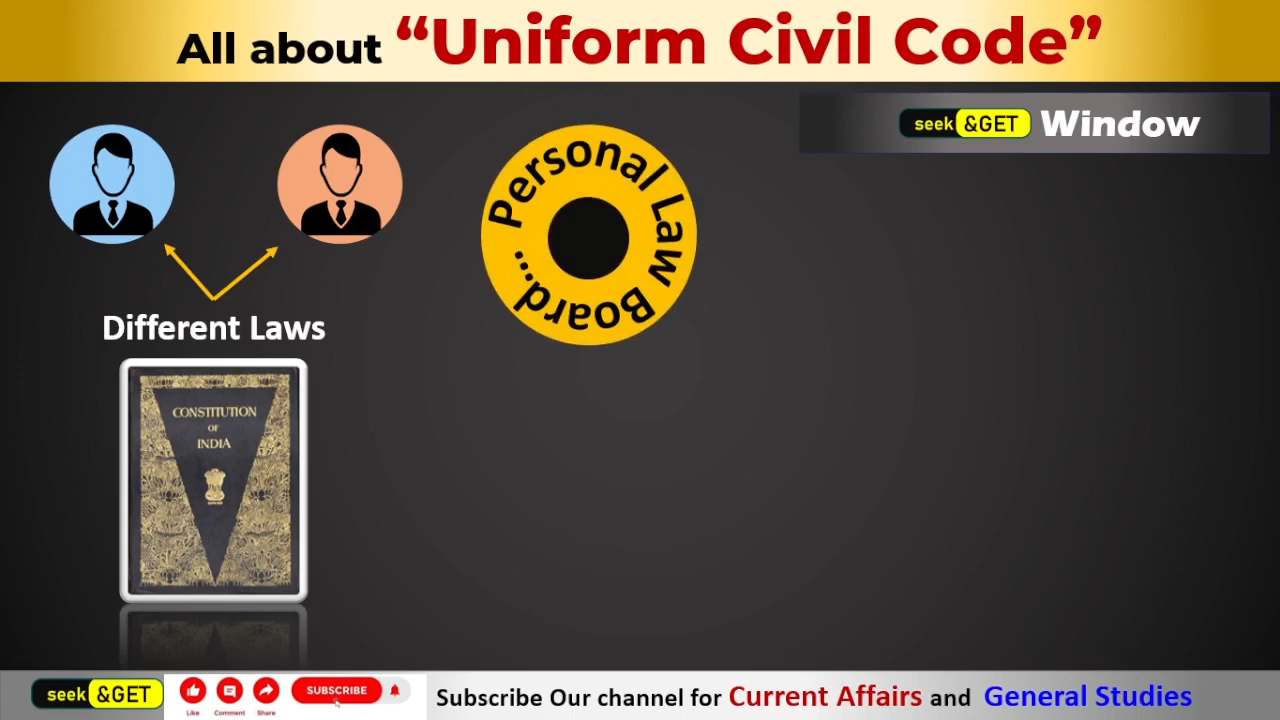 All about “Uniform Civil Code”
seek &GET Window
Personal Law Board...
Different Laws
CONSTITUTION
OF
INDIA
seek &GET
Like
Comment
Share
SUBSCRIBE
Subscribe Our channel for Current Affairs and General Studies